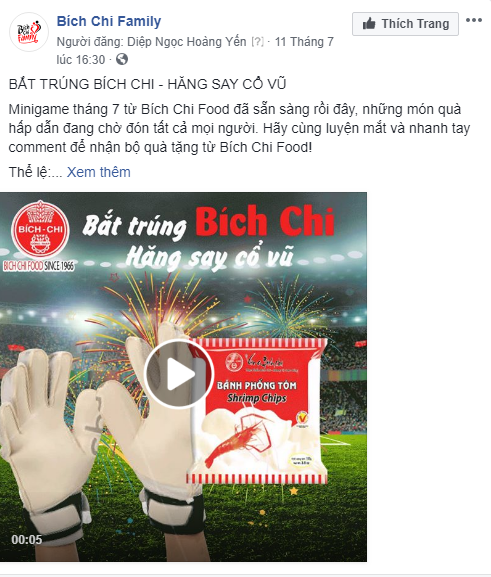 Bích Chi Family
Thích Trang
Người đăng: Diệp Ngọc Hoàng Yến [?] · 11 Tháng 7
lúc 16:30 ·
BẮT TRÚNG BÍCH CHI - HĂNG SAY CỔ VŨ
Minigame tháng 7 từ Bích Chi Food đã sẵn sàng rồi đây, những món quà
hấp dẫn đang chờ đón tất cả mọi người. Hãy cùng luyện mắt và nhanh tay
comment để nhận bộ quà tặng từ Bích Chi Food!
Thể lệ:... Xem thêm
BÍCH-CHI
BICH CHI FOOD SINCE 1966
Bắt trúng Bích Chi
Hăng say cổ vũ
BÁNH PHỒNG TÔM
Shrimp Chips
00:05